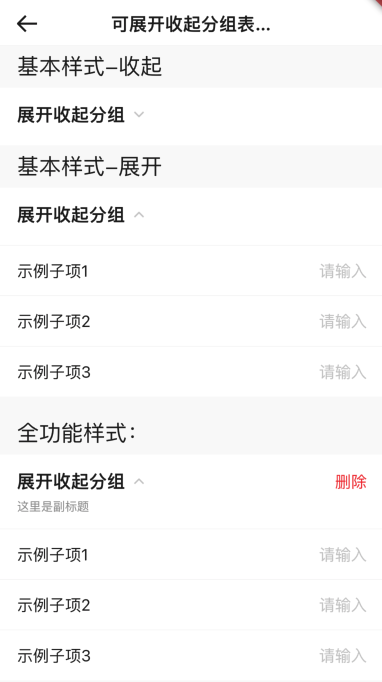 可展开收起分组表...
基本样式-收起
展开收起分组
基本样式-展开
展开收起分组
示例子项1 请输入
示例子项2 请输入
示例子项3 请输入
全功能样式：
展开收起分组 删除
这里是副标题
示例子项1 请输入
示例子项2 请输入
示例子项3 请输入